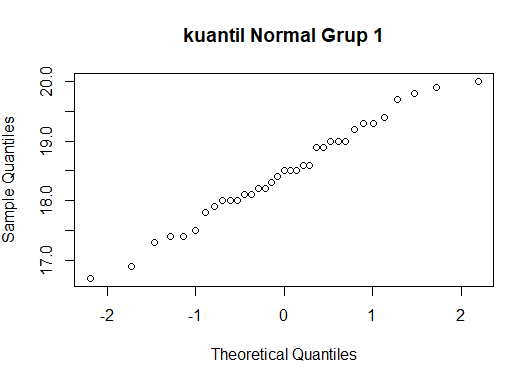 kuantil Normal Grup 1
Sample Quantiles
20.0
19.0
18.0
17.0
-2 -1 0 1 2
Theoretical Quantiles